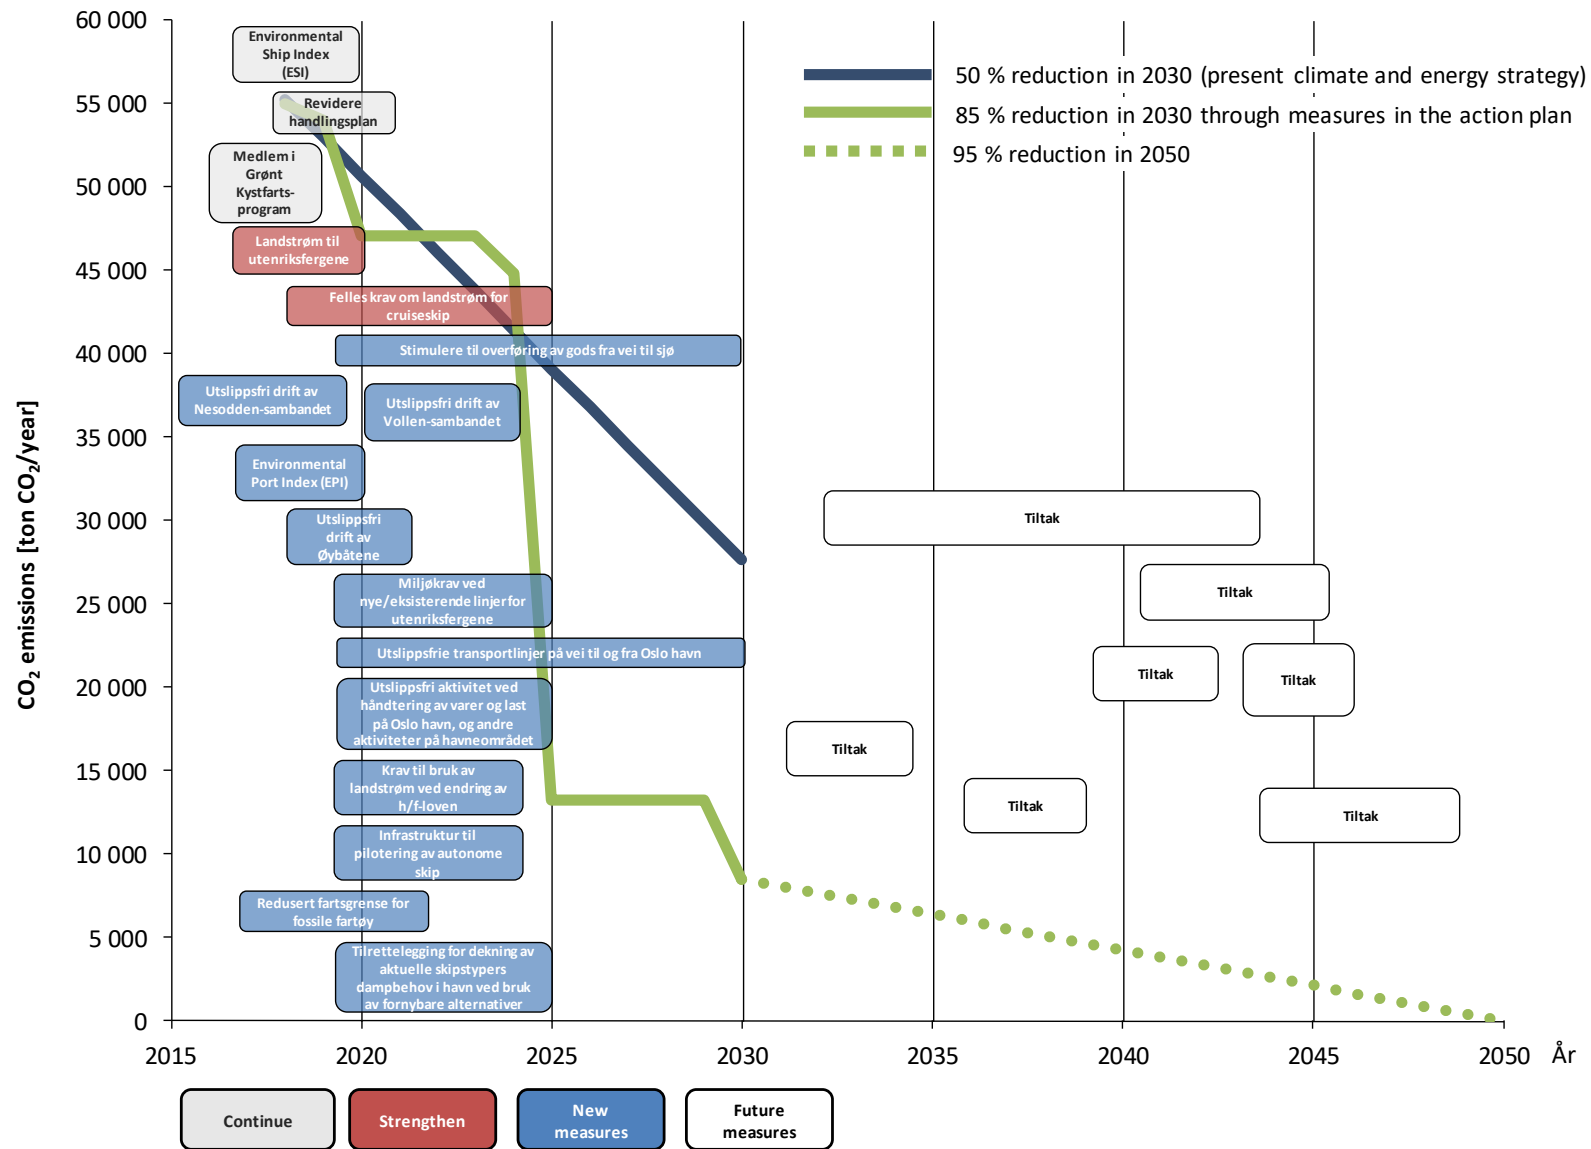 60 000
55 000
50 000
45 000
40 000
35 000
30 000
25 000
20 000
15 000
10 000
5 000
0
CO₂ emissions [ton CO₂/year]
2015
2020
2025
2030
2035
2040
2045
2050
År
50 % reduction in 2030 (present climate and energy strategy)
85 % reduction in 2030 through measures in the action plan
95 % reduction in 2050
Environmental
Ship Index
(ESI)
Revidere
handlingsplan
Medlem i
Grønt
Kystfarts-
program
Landstrøm til
utenriksfergene
Felles krav om landstrøm for
cruiseskip
Stimulere til overføring av gods fra vei til sjø
Utslippsfri drift av
Nesodden-sambandet
Utslippsfri drift av
Vollen-sambandet
Environmental
Port Index (EPI)
Utslippsfri
drift av
Øybåtene
Miljøkrav ved
nye/eksisterende linjer for
utenriksfergene
Utslippsfrie transportlinjer på vei til og fra Oslo havn
Utslippsfri aktivitet ved
håndtering av varer og last
på Oslo havn, og andre
aktiviteter på havneområdet
Krav til bruk av
landstrøm ved endring av
h/f-loven
Infrastruktur til
pilotering av autonome
skip
Redusert fartsgrense for
fossile fartøy
Tilrettelegging for dekning av
aktuelle skipstypers
dampbehov i havn ved bruk
av fornybare alternativer
Tiltak
Tiltak
Tiltak
Tiltak
Tiltak
Tiltak
Tiltak
Continue
Strengthen
New
measures
Future
measures